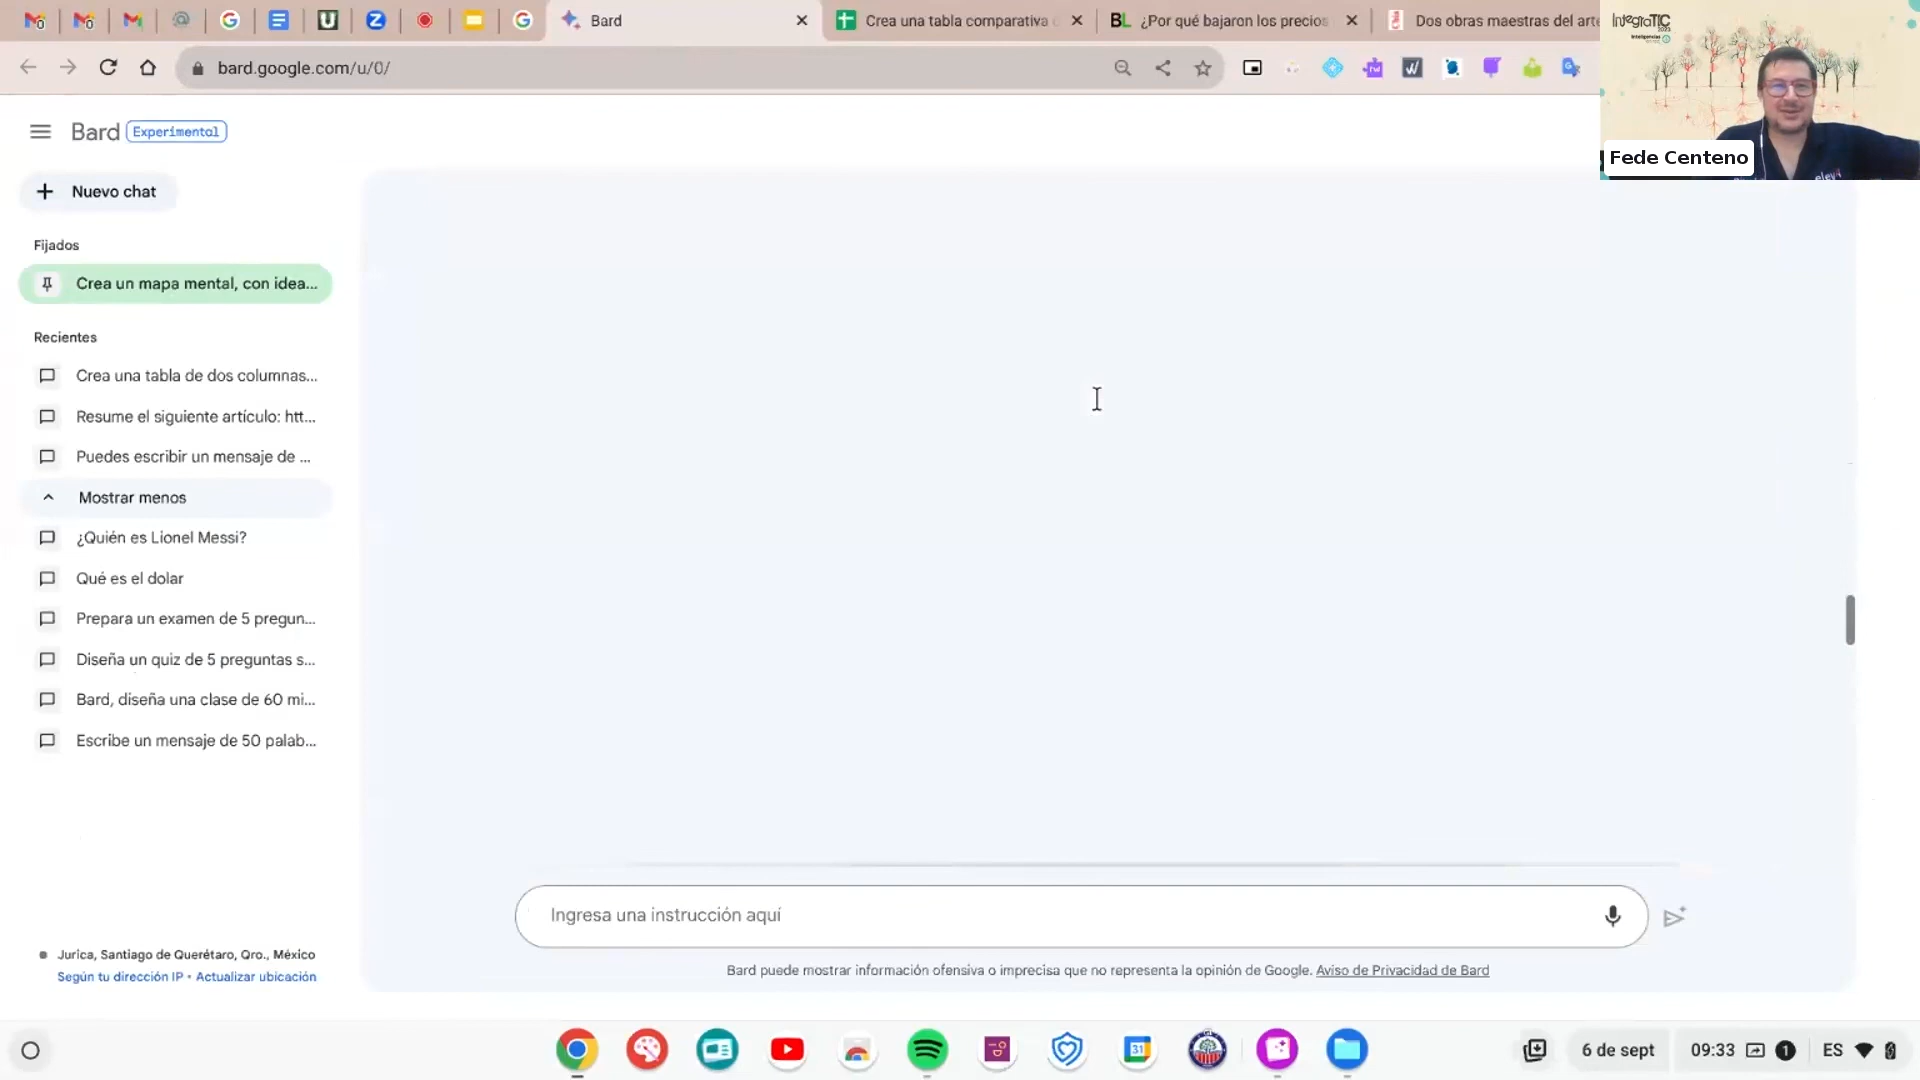 Bard
Crea una tabla comparativa
BL ¿Por qué bajaron los precios
Dos obras maestras del arte
bard.google.com/u/0/
IntegraTIC
2023
Fede Centeno
Bard Experimental
Nuevo chat
Fijados
Crea un mapa mental, con idea...
Recientes
Crea una tabla de dos columnas...
Resume el siguiente artículo: htt...
Puedes escribir un mensaje de ...
Mostrar menos
¿Quién es Lionel Messi?
Qué es el dolar
Prepara un examen de 5 pregun...
Diseña un quiz de 5 preguntas s...
Bard, diseña una clase de 60 mi...
Escribe un mensaje de 50 palab...
Ingresa una instrucción aquí
Jurica, Santiago de Querétaro, Qro., México
Según tu dirección IP • Actualizar ubicación
Bard puede mostrar información ofensiva o imprecisa que no representa la opinión de Google. Aviso de Privacidad de Bard
31
6 de sept
09:33
1
ES